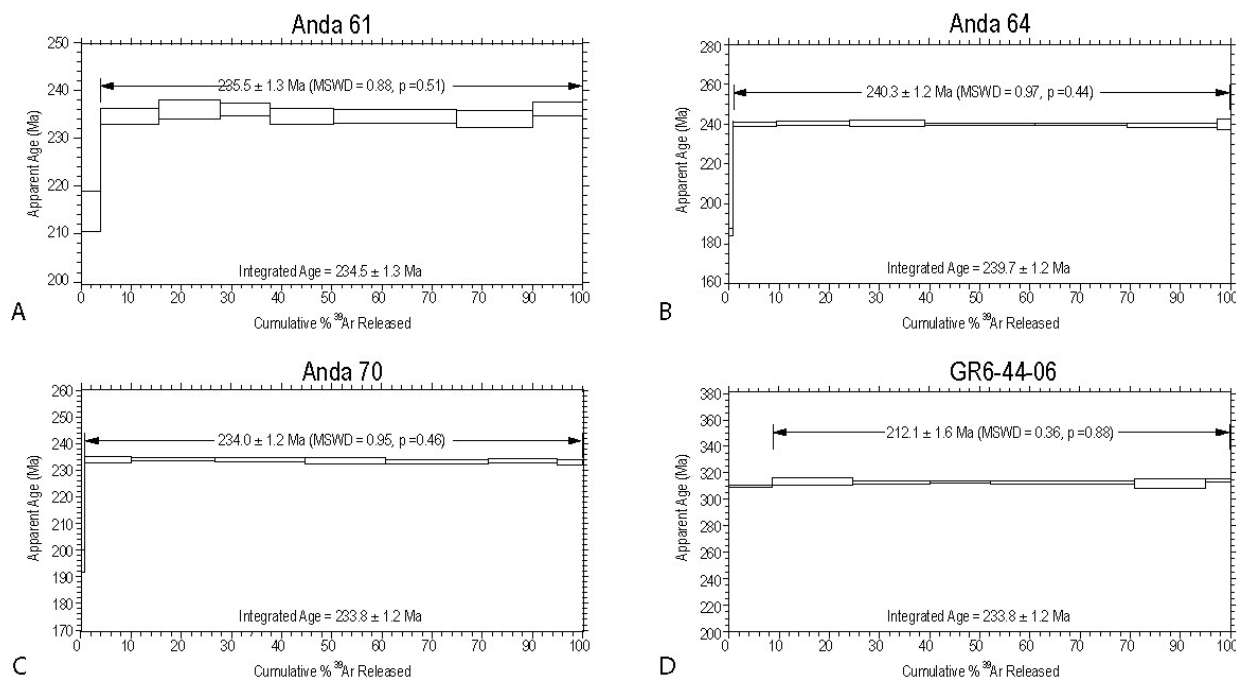 Anda 61
250
240
230
220
210
200
Apparent Age (Ma)
235.5 ± 1.3 Ma (MSWD = 0.88, p =0.51)
Integrated Age = 234.5 ± 1.3 Ma
0 10 20 30 40 50 60 70 80 90 100
Cumulative % ³⁹Ar Released
A
Anda 64
280
260
240
220
200
180
160
Apparent Age (Ma)
240.3 ± 1.2 Ma (MSWD = 0.97, p =0.44)
Integrated Age = 239.7 ± 1.2 Ma
0 10 20 30 40 50 60 70 80 90 100
Cumulative % ³⁹Ar Released
B
Anda 70
260
250
240
230
220
210
200
190
180
170
Apparent Age (Ma)
234.0 ± 1.2 Ma (MSWD = 0.95, p =0.46)
Integrated Age = 233.8 ± 1.2 Ma
0 10 20 30 40 50 60 70 80 90 100
Cumulative % ³⁹Ar Released
C
GR6-44-06
380
360
340
320
300
280
260
240
220
200
Apparent Age (Ma)
212.1 ± 1.6 Ma (MSWD = 0.36, p=0.88)
Integrated Age = 233.8 ± 1.2 Ma
0 10 20 30 40 50 60 70 80 90 100
Cumulative % ³⁹Ar Released
D